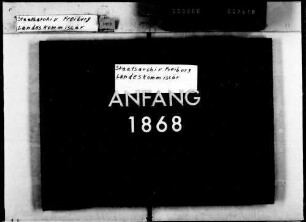 Staatsarchiv Freiburg
Landeskommissär
Staatsarchiv Freiburg
Landeskommissär
ANFANG
1868